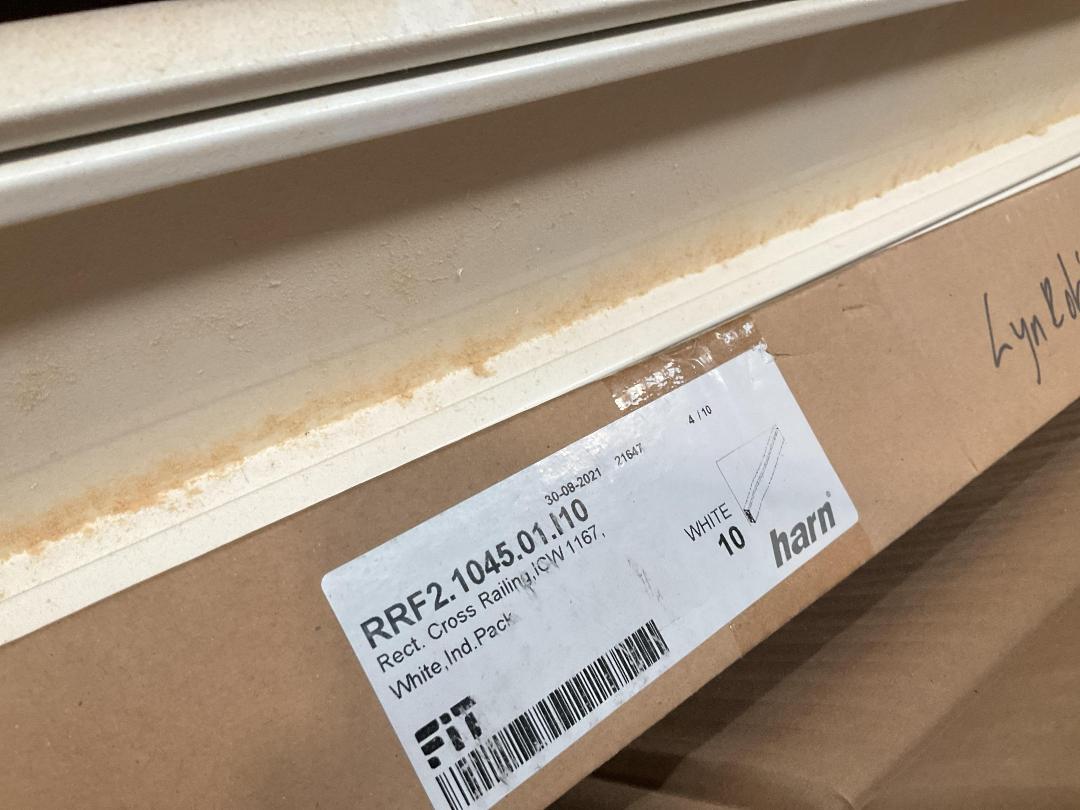 LynRob
4 / 10
30-08-2021 21647
RRF2.1045.01.I10
Rect. Cross Railing,ICW 1167,
White,Ind.Pack
WHITE
10
harn
FiT